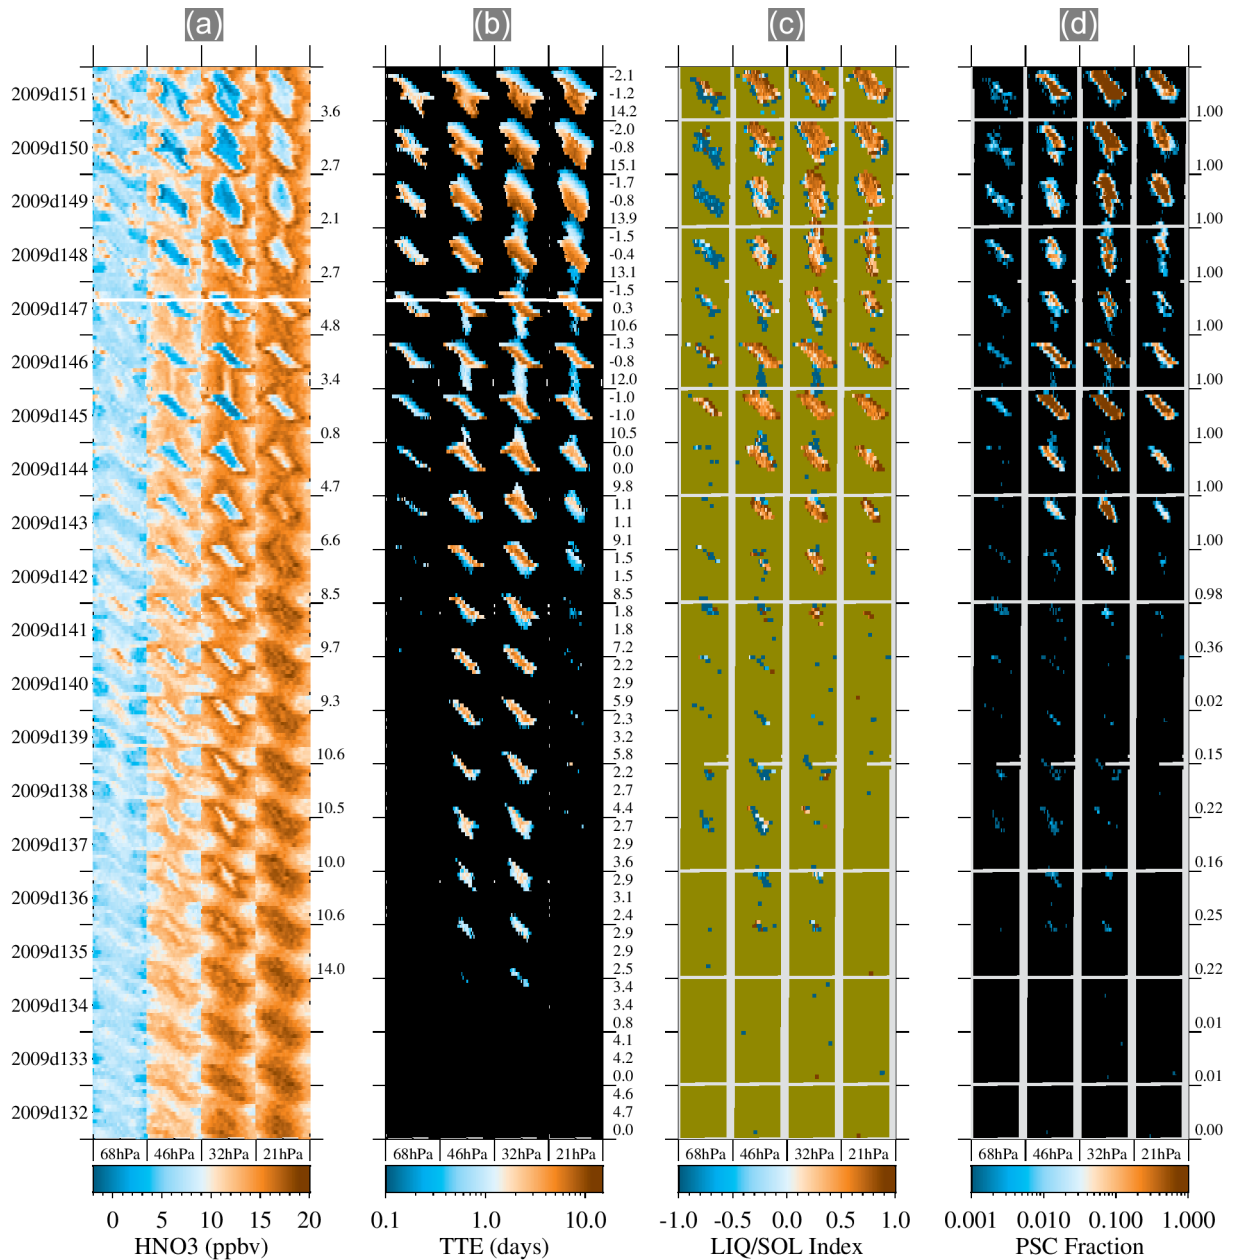 (a) (b) (c) (d)
2009d151 3.6 -2.1 -1.2 14.2 1.00
2009d150 2.7 -2.0 -0.8 15.1 1.00
2009d149 2.1 -1.7 -0.8 13.9 1.00
2009d148 2.7 -1.5 -0.4 13.1 1.00
2009d147 4.8 -1.5 0.3 10.6 1.00
2009d146 3.4 -1.3 -0.8 12.0 1.00
2009d145 0.8 -1.0 -1.0 10.5 1.00
2009d144 4.7 0.0 0.0 9.8 1.00
2009d143 6.6 1.1 1.1 9.1 1.00
2009d142 8.5 1.5 1.5 8.5 0.98
2009d141 9.7 1.8 1.8 7.2 0.36
2009d140 9.3 2.2 2.9 5.9 0.02
2009d139 10.6 2.3 3.2 5.8 0.15
2009d138 10.5 2.2 2.7 4.4 0.22
2009d137 10.0 2.7 2.9 3.6 0.16
2009d136 10.6 2.9 3.1 2.4 0.25
2009d135 14.0 2.9 2.9 2.5 0.22
2009d134 3.4 3.4 0.8 0.01
2009d133 4.1 4.2 0.0 0.01
2009d132 4.6 4.7 0.0 0.00
68hPa 46hPa 32hPa 21hPa 68hPa 46hPa 32hPa 21hPa 68hPa 46hPa 32hPa 21hPa 68hPa 46hPa 32hPa 21hPa
0 5 10 15 20 0.1 1.0 10.0 -1.0 -0.5 0.0 0.5 1.0 0.001 0.010 0.100 1.000
HNO3 (ppbv) TTE (days) LIQ/SOL Index PSC Fraction